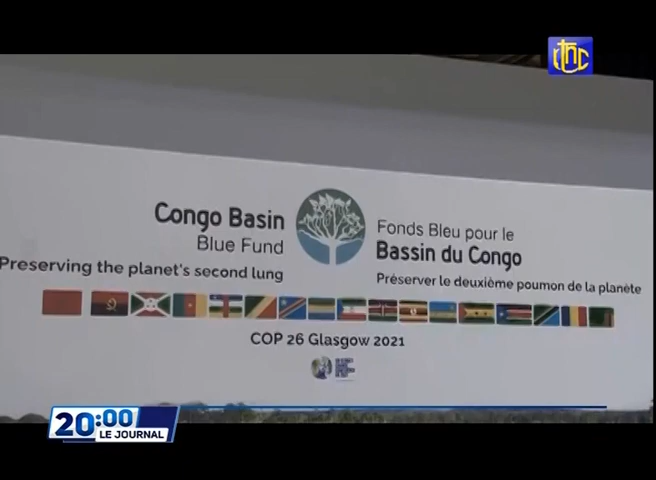 rtnc
Congo Basin
Blue Fund
Preserving the planet's second lung
Fonds Bleu pour le
Bassin du Congo
Préserver le deuxième poumon de la planète
COP 26 Glasgow 2021
20:00
LE JOURNAL